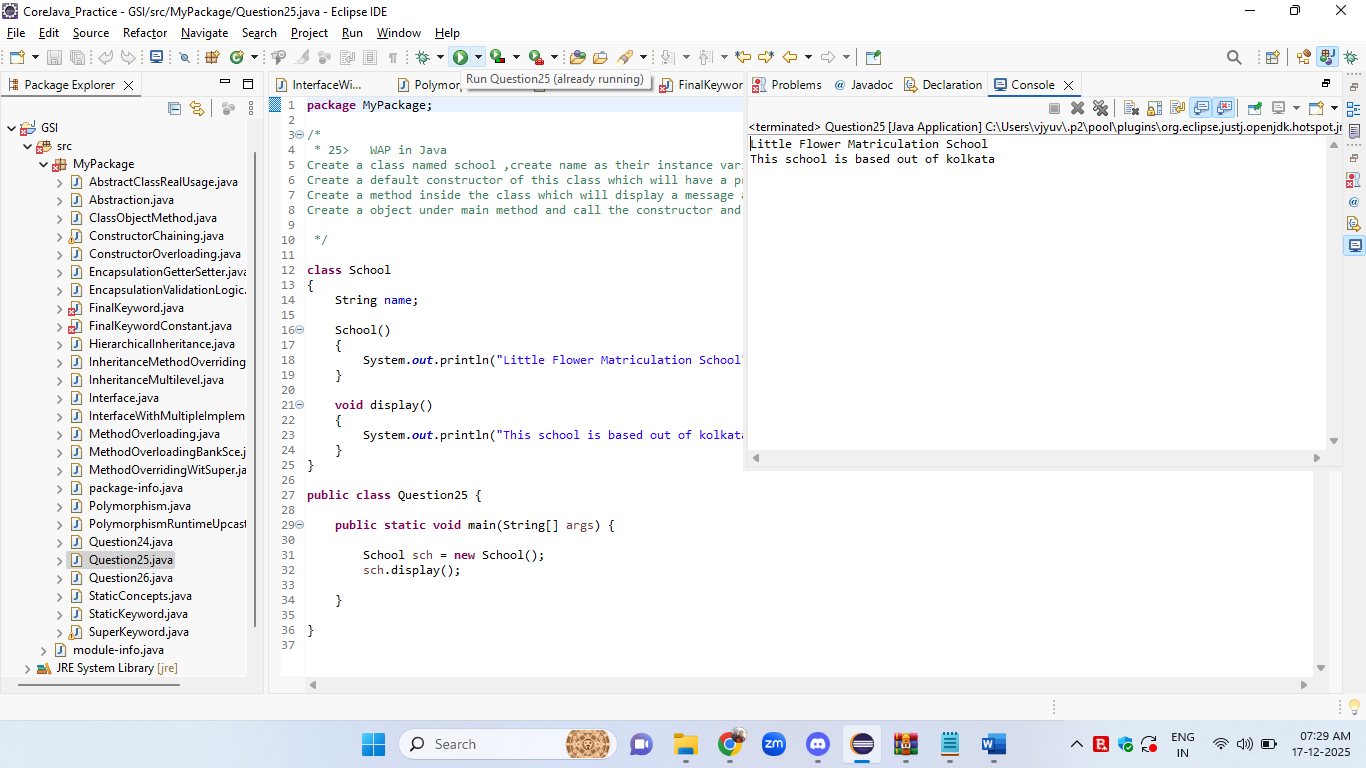 CoreJava_Practice - GSI/src/MyPackage/Question25.java - Eclipse IDE
File Edit Source Refactor Navigate Search Project Run Window Help
Run Question25 (already running)
Package Explorer
GSI
src
MyPackage
AbstractClassRealUsage.java
Abstraction.java
ClassObjectMethod.java
ConstructorChaining.java
ConstructorOverloading.java
EncapsulationGetterSetter.java
EncapsulationValidationLogic.
FinalKeyword.java
FinalKeywordConstant.java
HierarchicalInheritance.java
InheritanceMethodOverriding
InheritanceMultilevel.java
Interface.java
InterfaceWithMultipleImplem
MethodOverloading.java
MethodOverloadingBankSce.j
MethodOverridingWitSuper.ja
package-info.java
Polymorphism.java
PolymorphismRuntimeUpcast
Question24.java
Question25.java
Question26.java
StaticConcepts.java
StaticKeyword.java
SuperKeyword.java
module-info.java
JRE System Library [jre]
InterfaceWi... Polymor FinalKeywor
1 package MyPackage;
2
3 /*
4 * 25> WAP in Java
5 Create a class named school ,create name as their instance var
6 Create a default constructor of this class which will have a p
7 Create a method inside the class which will display a message
8 Create a object under main method and call the constructor and
9
10 */
11
12 class School
13 {
14 String name;
15
16 School()
17 {
18 System.out.println("Little Flower Matriculation School"
19 }
20
21 void display()
22 {
23 System.out.println("This school is based out of kolkata
24 }
25 }
26
27 public class Question25 {
28
29 public static void main(String[] args) {
30
31 School sch = new School();
32 sch.display();
33
34 }
35
36 }
37
Problems @ Javadoc Declaration Console
<terminated> Question25 [Java Application] C:\Users\vjyuv\.p2\pool\plugins\org.eclipse.justj.openjdk.hotspot.jr
Little Flower Matriculation School
This school is based out of kolkata
Search
zm
ENG
IN
07:29 AM
17-12-2025